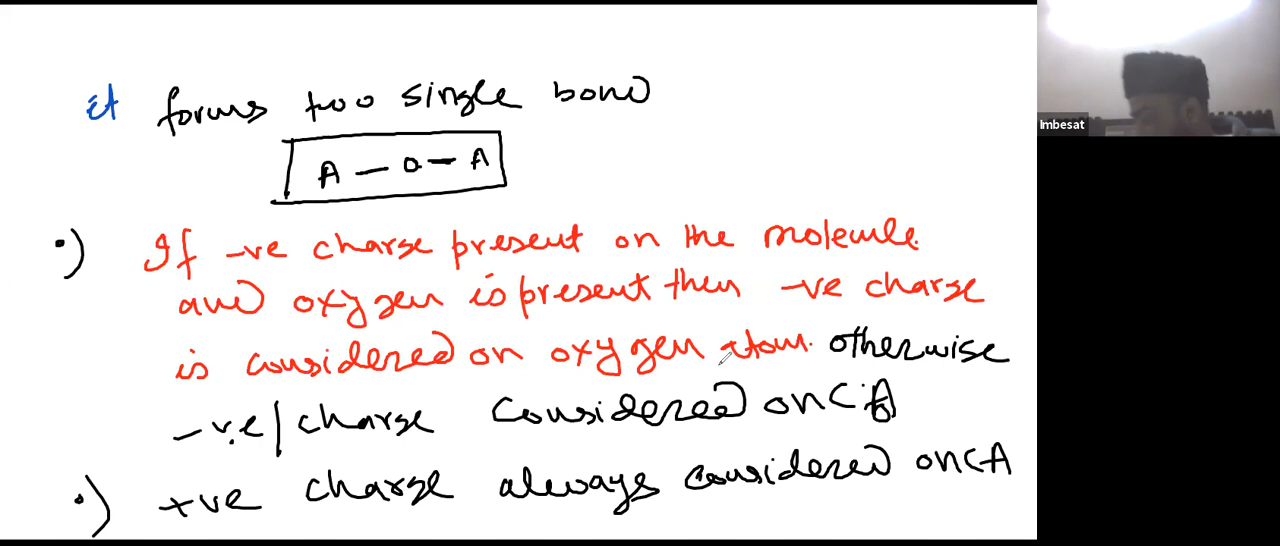 It forms two single bond
A - O - A
•) If -ve charge present on the molecule
and oxygen is present then -ve charge
is considered on oxygen atom. otherwise
-ve/charge considered on CA
•) +ve charge always considered on CA
Imbesat